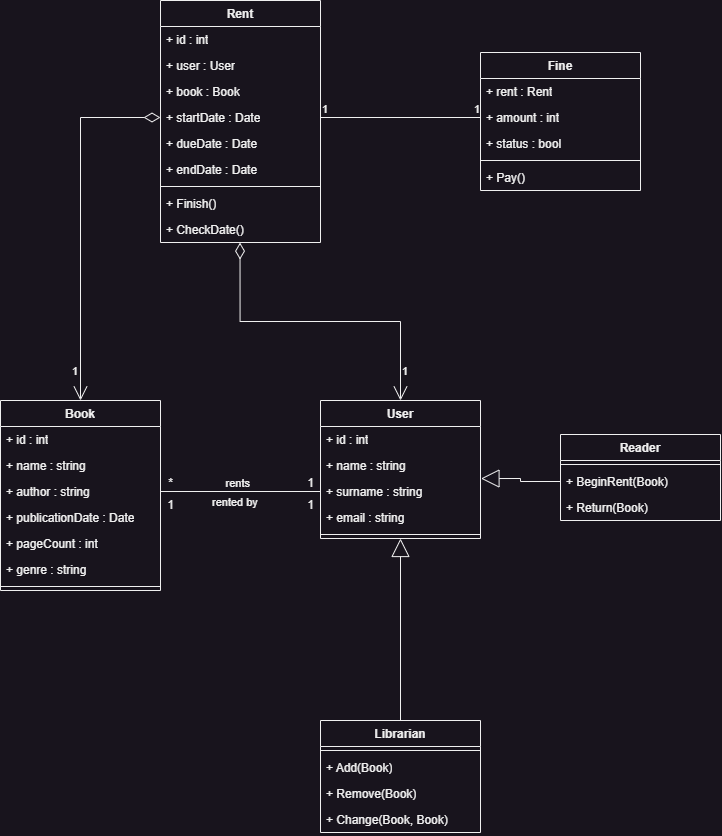 Rent
+ id : int
+ user : User
+ book : Book
+ startDate : Date
+ dueDate : Date
+ endDate : Date
+ Finish()
+ CheckDate()
1
1
Fine
+ rent : Rent
+ amount : int
+ status : bool
+ Pay()
1
1
Book
+ id : int
+ name : string
+ author : string
+ publicationDate : Date
+ pageCount : int
+ genre : string
* rents 1
1 rented by 1
User
+ id : int
+ name : string
+ surname : string
+ email : string
Reader
+ BeginRent(Book)
+ Return(Book)
Librarian
+ Add(Book)
+ Remove(Book)
+ Change(Book, Book)